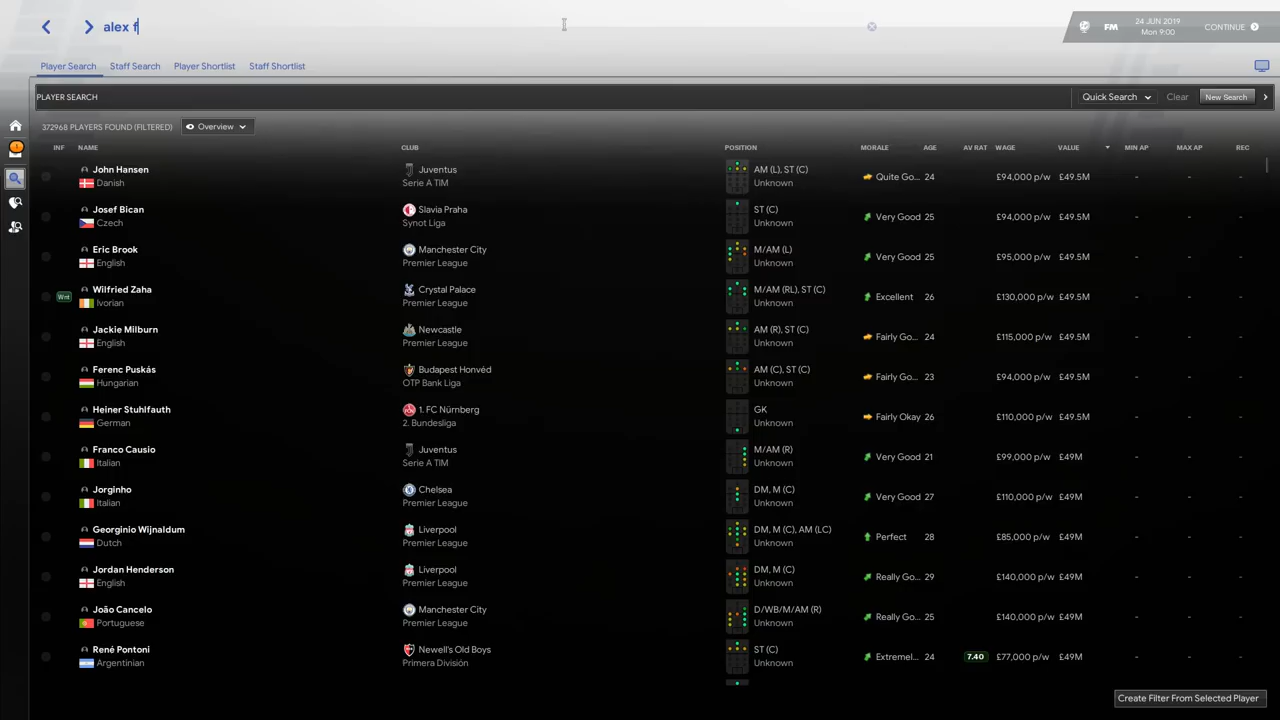 alex f
24 JUN 2019
Mon 9:00
FM
CONTINUE
Player Search Staff Search Player Shortlist Staff Shortlist
PLAYER SEARCH
Quick Search Clear New Search
372968 PLAYERS FOUND (FILTERED) Overview
INF NAME CLUB POSITION MORALE AGE AV RAT WAGE VALUE MIN AP MAX AP REC
John Hansen Juventus AM (L), ST (C) Quite Go... 24 £94,000 p/w £49.5M - - -
Danish Serie A TIM Unknown
Josef Bican Slavia Praha ST (C) Very Good 25 £94,000 p/w £49.5M - - -
Czech Synot Liga Unknown
Eric Brook Manchester City M/AM (L) Very Good 25 £95,000 p/w £49.5M - - -
English Premier League Unknown
Wnt Wilfried Zaha Crystal Palace M/AM (RL), ST (C) Excellent 26 £130,000 p/w £49.5M - - -
Ivorian Premier League Unknown
Jackie Milburn Newcastle AM (R), ST (C) Fairly Go... 24 £115,000 p/w £49.5M - - -
English Premier League Unknown
Ferenc Puskás Budapest Honvéd AM (C), ST (C) Fairly Go... 23 £94,000 p/w £49.5M - - -
Hungarian OTP Bank Liga Unknown
Heiner Stuhlfauth 1. FC Nürnberg GK Fairly Okay 26 £110,000 p/w £49.5M - - -
German 2. Bundesliga Unknown
Franco Causio Juventus M/AM (R) Very Good 21 £99,000 p/w £49M - - -
Italian Serie A TIM Unknown
Jorginho Chelsea DM, M (C) Very Good 27 £110,000 p/w £49M - - -
Italian Premier League Unknown
Georginio Wijnaldum Liverpool DM, M (C), AM (LC) Perfect 28 £85,000 p/w £49M - - -
Dutch Premier League Unknown
Jordan Henderson Liverpool DM, M (C) Really Go... 29 £140,000 p/w £49M - - -
English Premier League Unknown
João Cancelo Manchester City D/WB/M/AM (R) Really Go... 25 £140,000 p/w £49M - - -
Portuguese Premier League Unknown
René Pontoni Newell's Old Boys ST (C) Extremel... 24 7.40 £77,000 p/w £49M - - -
Argentinian Primera División Unknown
Create Filter From Selected Player